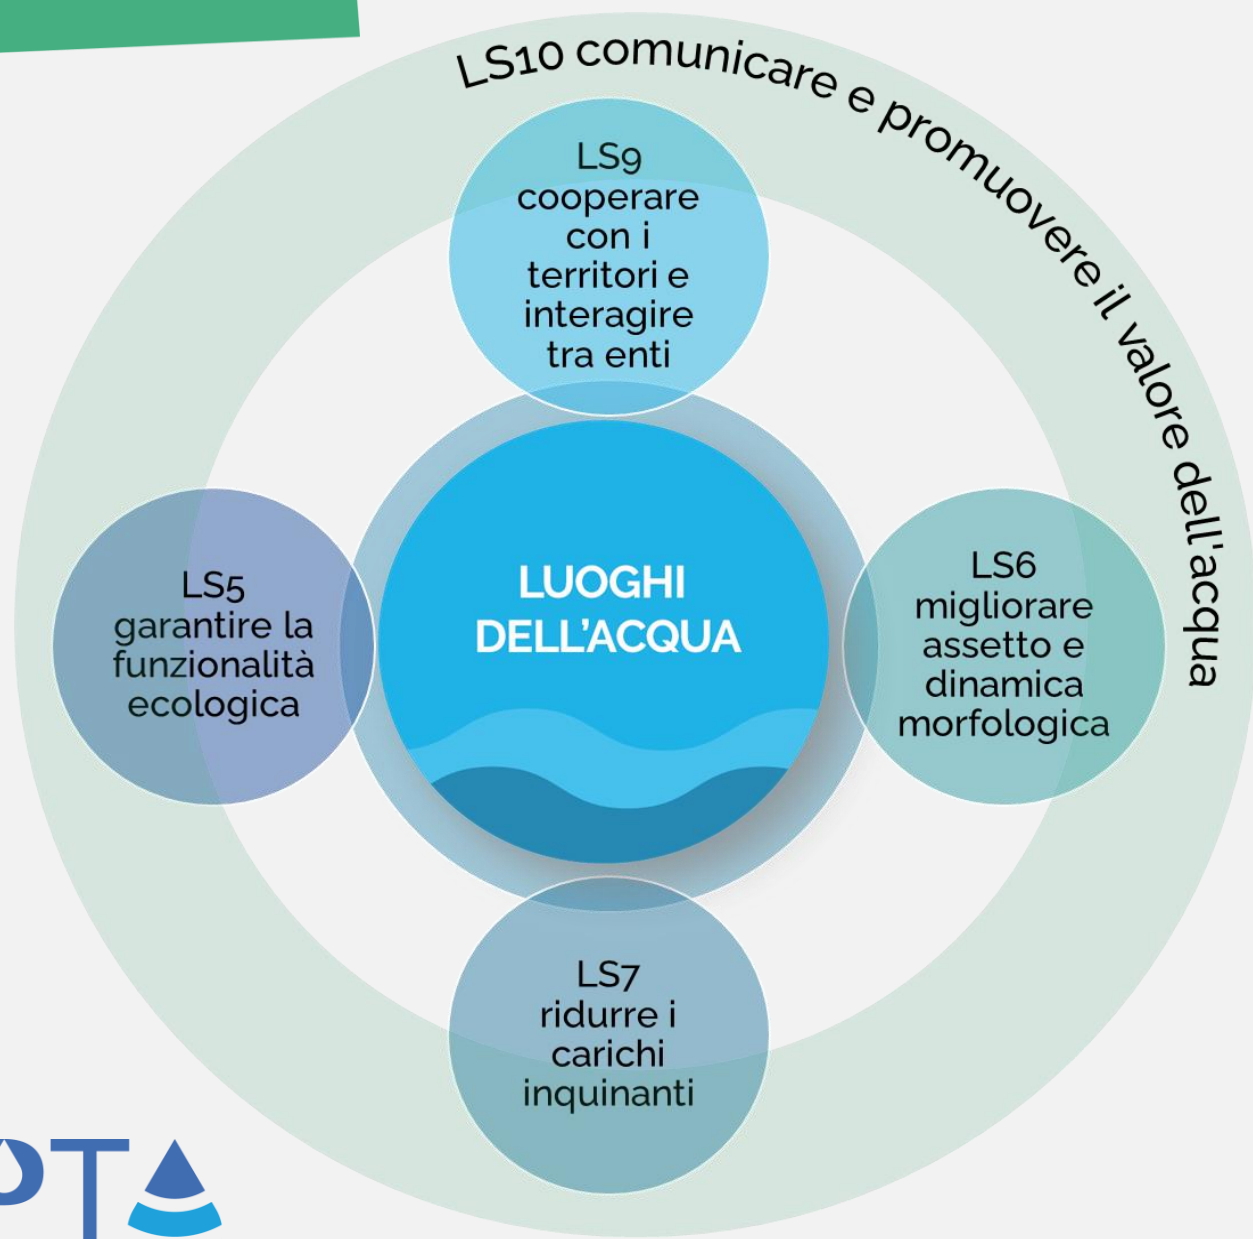 LS10 comunicare e promuovere il valore dell'acqua
LS9
cooperare
con i
territori e
interagire
tra enti
LS5
garantire la
funzionalità
ecologica
LUOGHI
DELL'ACQUA
LS6
migliorare
assetto e
dinamica
morfologica
LS7
ridurre i
carichi
inquinanti
PTA